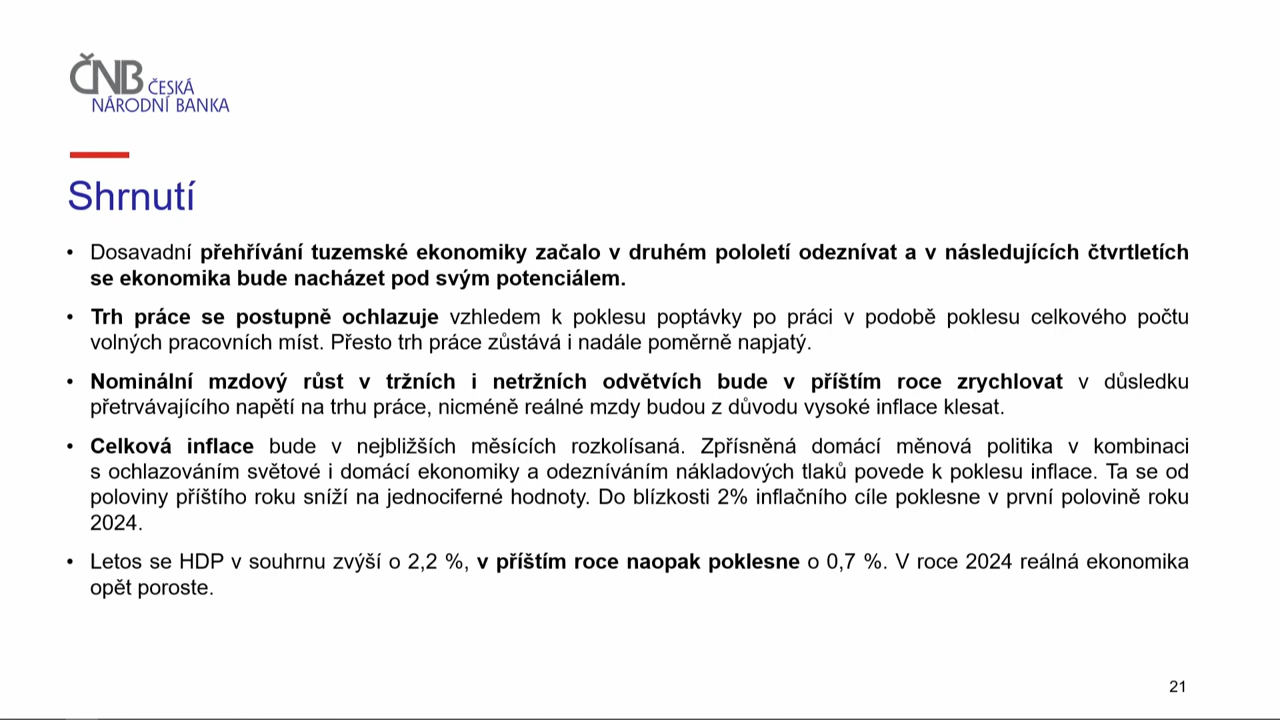 ČNB ČESKÁ
NÁRODNÍ BANKA
Shrnutí
• Dosavadní přehřívání tuzemské ekonomiky začalo v druhém pololetí odeznívat a v následujících čtvrtletích
se ekonomika bude nacházet pod svým potenciálem.
• Trh práce se postupně ochlazuje vzhledem k poklesu poptávky po práci v podobě poklesu celkového počtu
volných pracovních míst. Přesto trh práce zůstává i nadále poměrně napjatý.
• Nominální mzdový růst v tržních i netržních odvětvích bude v příštím roce zrychlovat v důsledku
přetrvávajícího napětí na trhu práce, nicméně reálné mzdy budou z důvodu vysoké inflace klesat.
• Celková inflace bude v nejbližších měsících rozkolísaná. Zpřísněná domácí měnová politika v kombinaci
s ochlazováním světové i domácí ekonomiky a odezníváním nákladových tlaků povede k poklesu inflace. Ta se od
poloviny příštího roku sníží na jednociferné hodnoty. Do blízkosti 2% inflačního cíle poklesne v první polovině roku
2024.
• Letos se HDP v souhrnu zvýší o 2,2 %, v příštím roce naopak poklesne o 0,7 %. V roce 2024 reálná ekonomika
opět poroste.
21